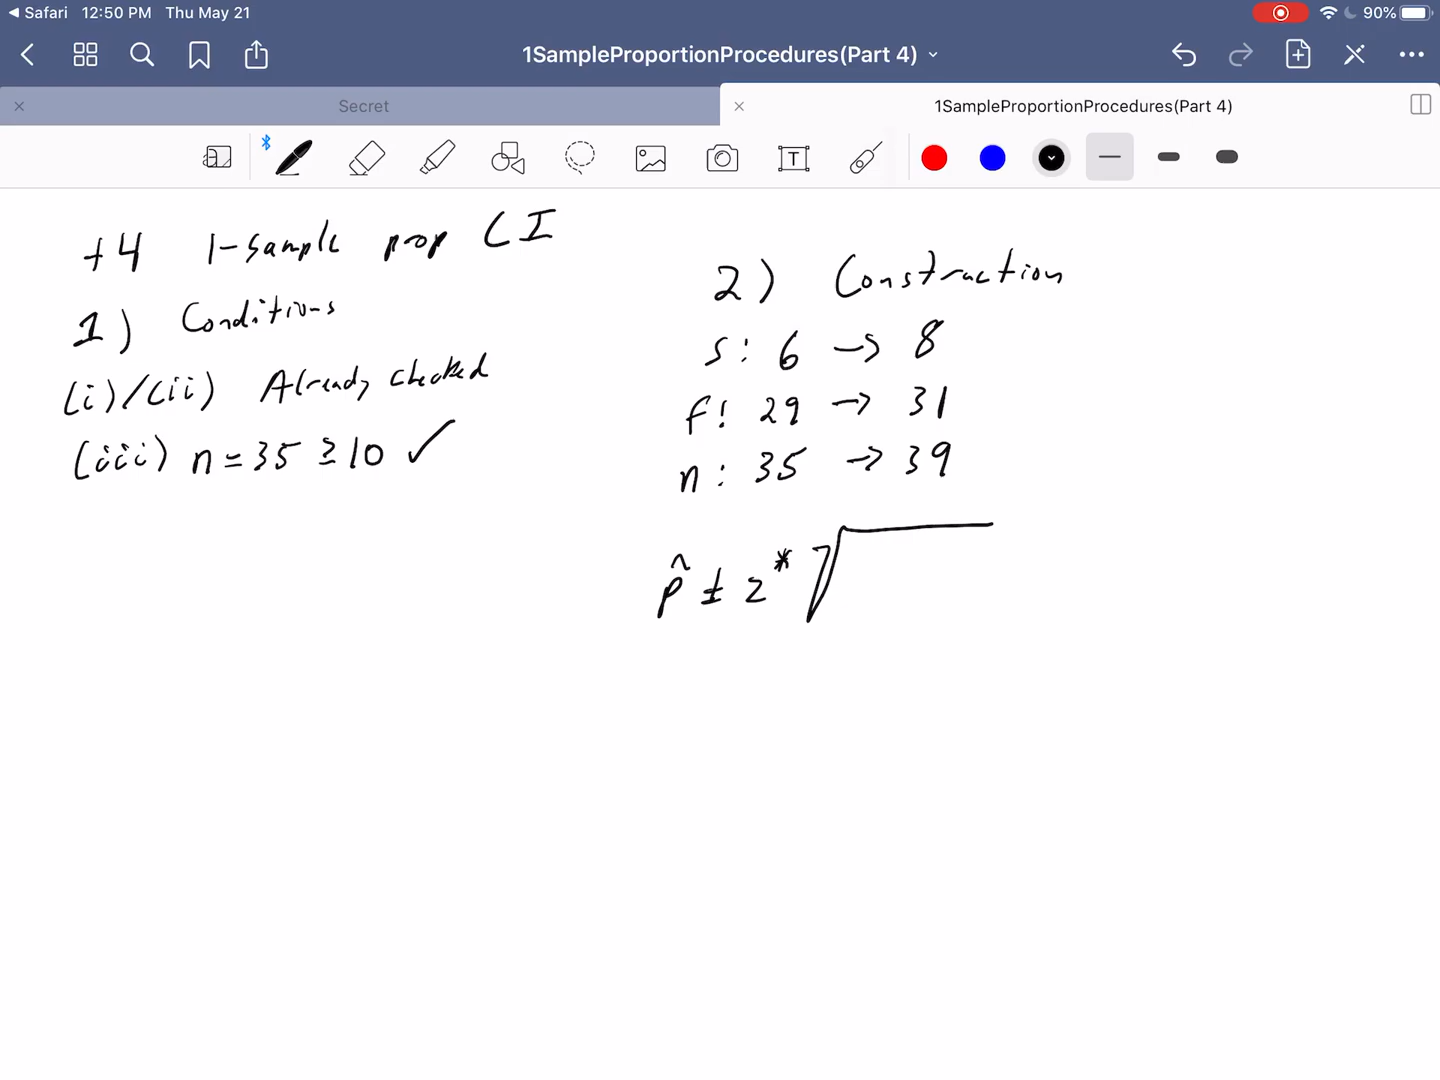 Safari 12:50 PM Thu May 21 90%
1SampleProportionProcedures(Part 4)
Secret
1SampleProportionProcedures(Part 4)
T
+4 1-sample prop CI
1) Conditions
(i)/(ii) Already checked
(iii) n = 35 ≥ 10 ✓
2) Construction
s: 6 → 8
f: 29 → 31
n: 35 → 39
p̂ ± z* √